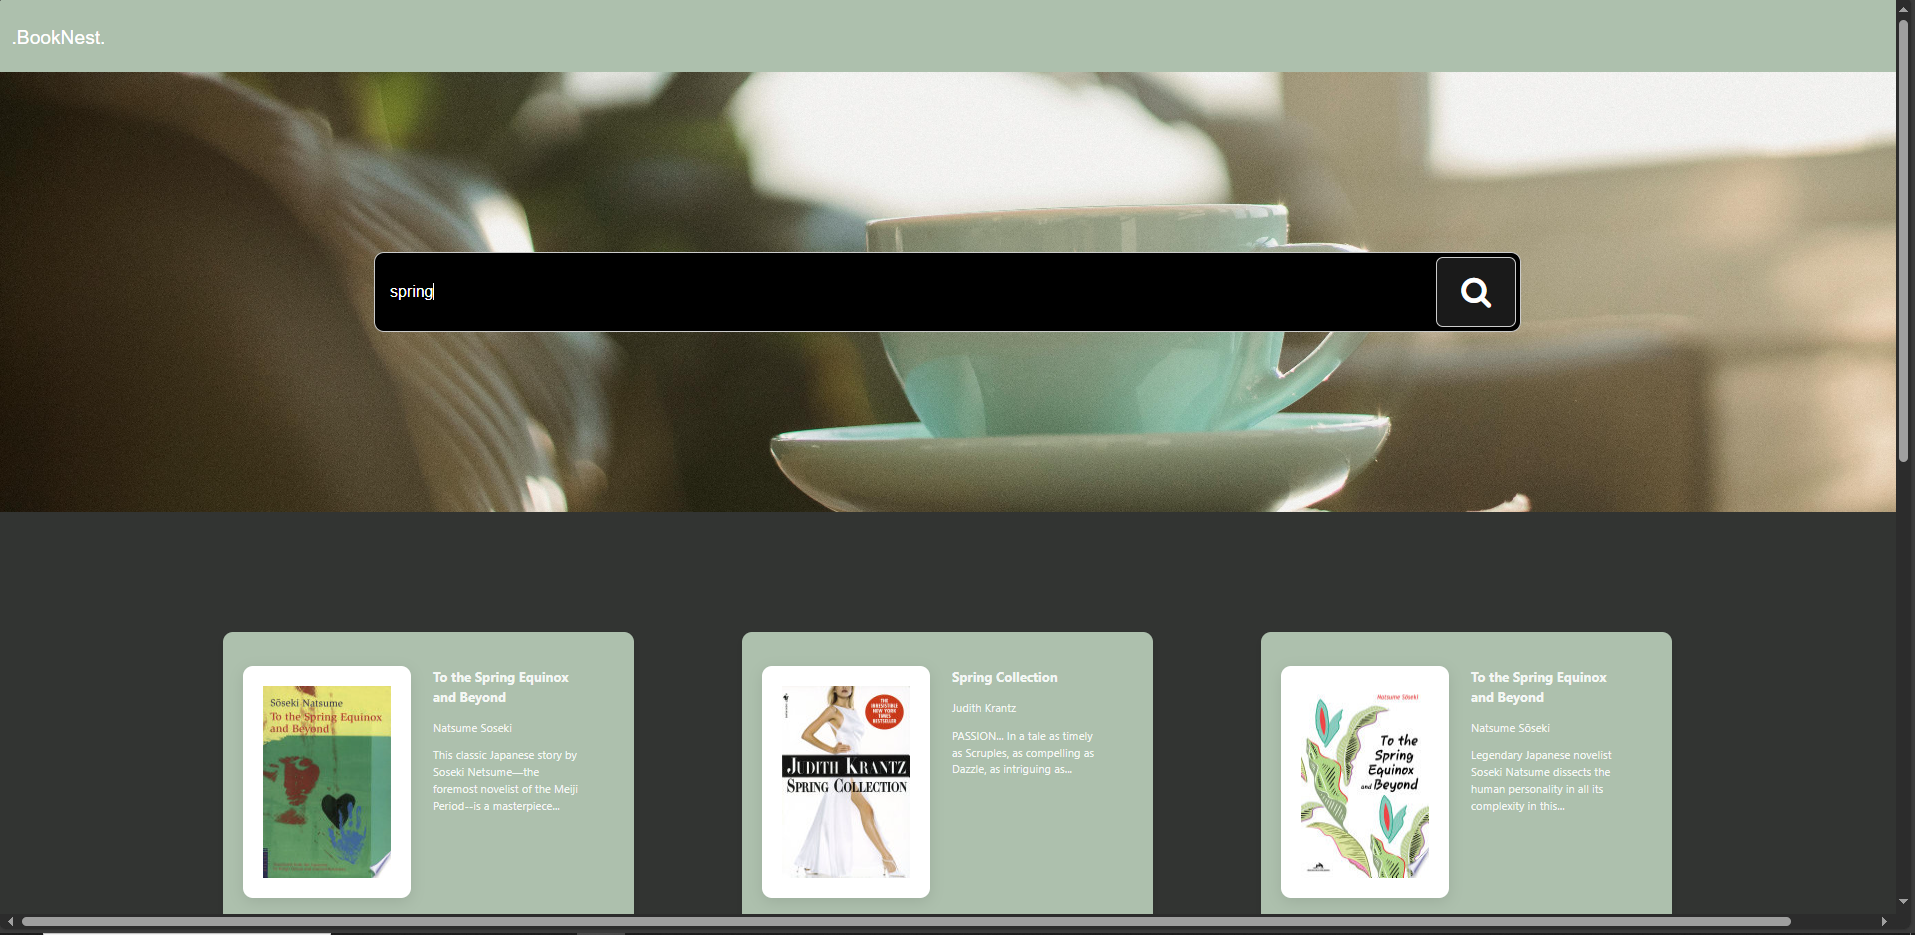 .BookNest.
spring
Sōseki Natsume
To the Spring Equinox
and Beyond
To the Spring Equinox
and Beyond
Natsume Soseki
This classic Japanese story by
Soseki Netsume—the
foremost novelist of the Meiji
Period--is a masterpiece...
THE
IRRESISTIBLE
NEW YORK
TIMES
BESTSELLER
JUDITH KRANTZ
SPRING COLLECTION
Spring Collection
Judith Krantz
PASSION... In a tale as timely
as Scruples, as compelling as
Dazzle, as intriguing as...
Natsume Sōseki
To the
Spring
Equinox
and Beyond
To the Spring Equinox
and Beyond
Natsume Sōseki
Legendary Japanese novelist
Soseki Natsume dissects the
human personality in all its
complexity in this...